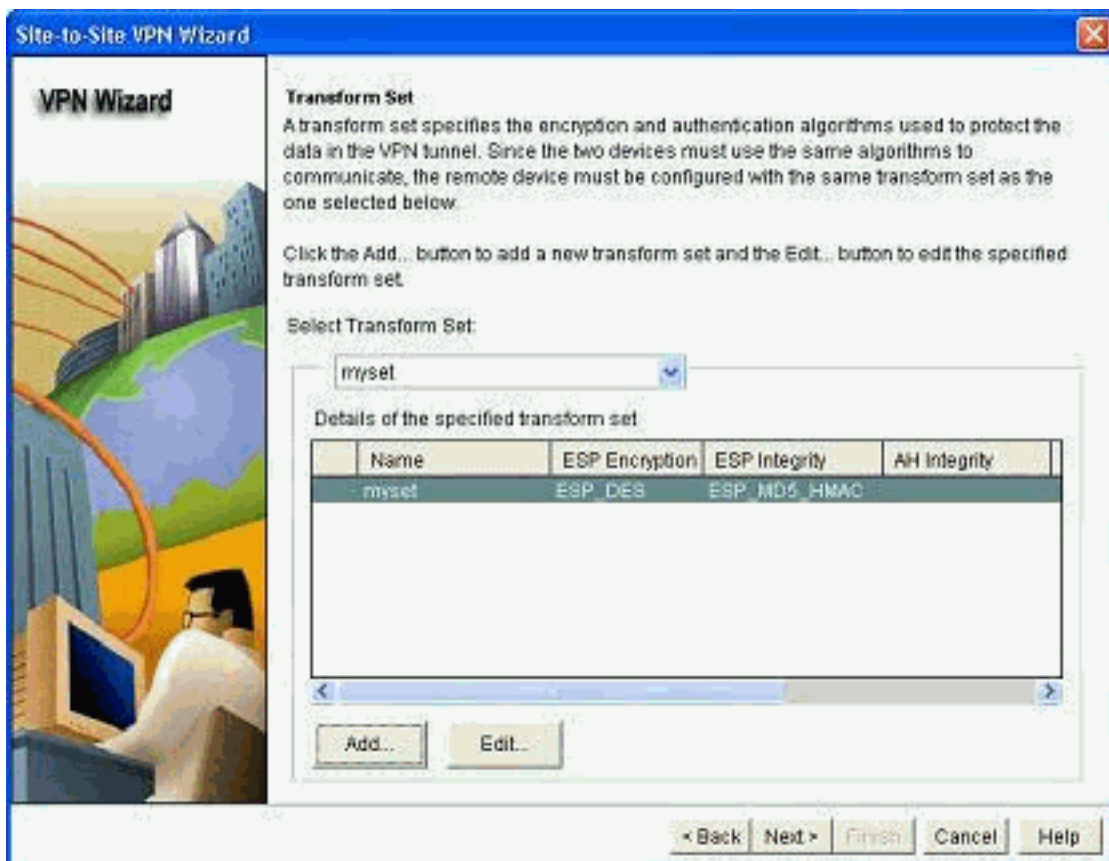 Site-to-Site VPN Wizard
VPN Wizard
Transform Set
A transform set specifies the encryption and authentication algorithms used to protect the
data in the VPN tunnel. Since the two devices must use the same algorithms to
communicate, the remote device must be configured with the same transform set as the
one selected below.
Click the Add... button to add a new transform set and the Edit... button to edit the specified
transform set.
Select Transform Set:
myset
Details of the specified transform set
Name ESP Encryption ESP Integrity AH Integrity
myset ESP_DES ESP_MD5_HMAC
Add... Edit...
< Back Next > Finish Cancel Help